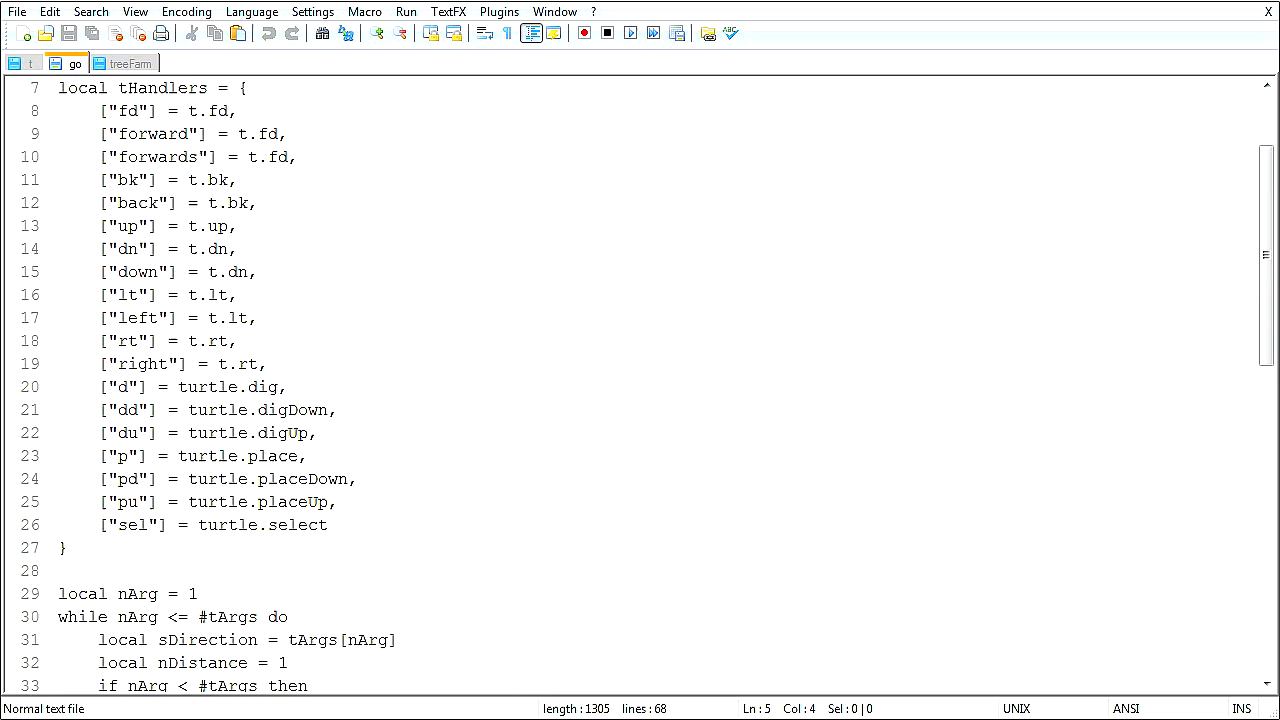 File Edit Search View Encoding Language Settings Macro Run TextFX Plugins Window ? X
t go treeFarm
7 local tHandlers = {
8 ["fd"] = t.fd,
9 ["forward"] = t.fd,
10 ["forwards"] = t.fd,
11 ["bk"] = t.bk,
12 ["back"] = t.bk,
13 ["up"] = t.up,
14 ["dn"] = t.dn,
15 ["down"] = t.dn,
16 ["lt"] = t.lt,
17 ["left"] = t.lt,
18 ["rt"] = t.rt,
19 ["right"] = t.rt,
20 ["d"] = turtle.dig,
21 ["dd"] = turtle.digDown,
22 ["du"] = turtle.digUp,
23 ["p"] = turtle.place,
24 ["pd"] = turtle.placeDown,
25 ["pu"] = turtle.placeUp,
26 ["sel"] = turtle.select
27 }
28
29 local nArg = 1
30 while nArg <= #tArgs do
31 local sDirection = tArgs[nArg]
32 local nDistance = 1
33 if nArg < #tArgs then
Normal text file length : 1305 lines : 68 Ln : 5 Col : 4 Sel : 0 | 0 UNIX ANSI INS